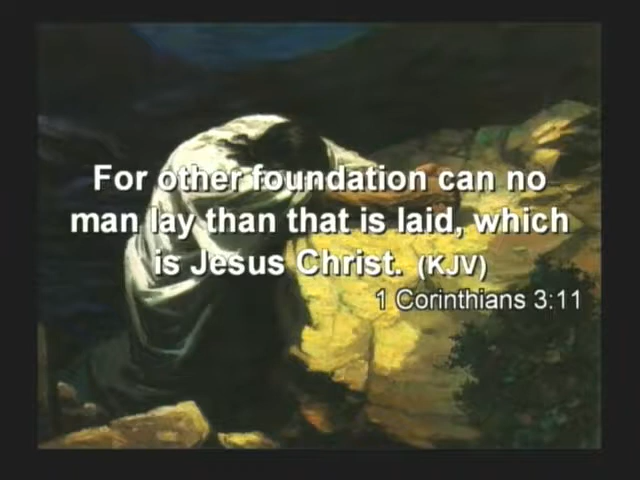 For other foundation can no
man lay than that is laid, which
is Jesus Christ. (KJV)
1 Corinthians 3:11